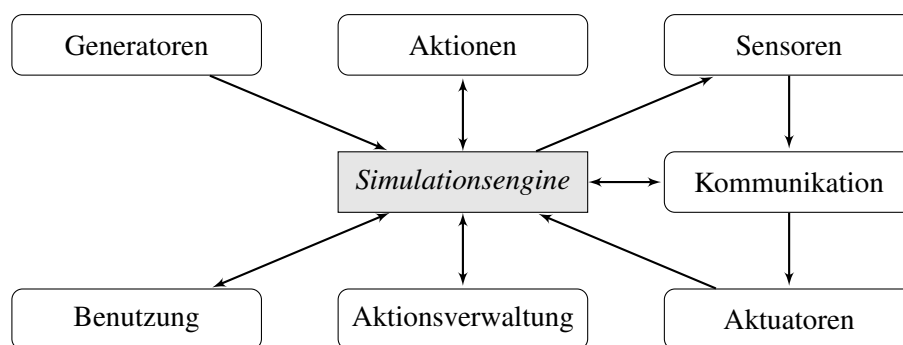 Generatoren
Aktionen
Sensoren
Simulationsengine
Kommunikation
Benutzung
Aktionsverwaltung
Aktuatoren